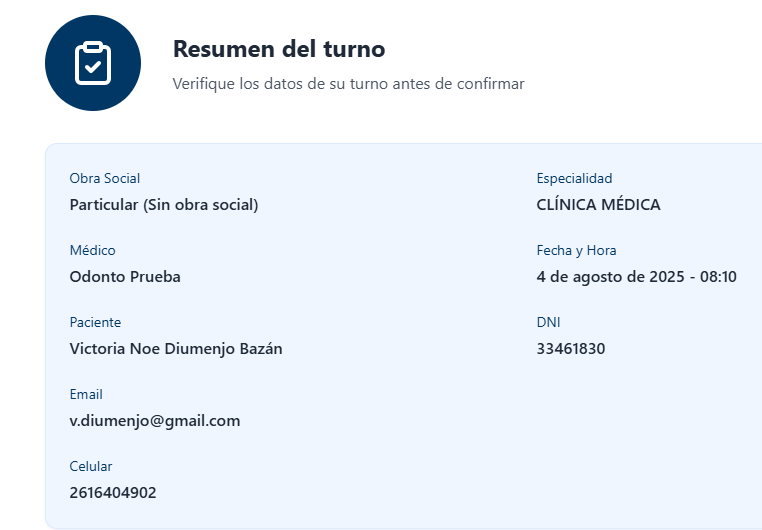 Resumen del turno
Verifique los datos de su turno antes de confirmar
Obra Social
Particular (Sin obra social)
Especialidad
CLÍNICA MÉDICA
Médico
Odonto Prueba
Fecha y Hora
4 de agosto de 2025 - 08:10
Paciente
Victoria Noe Diumenjo Bazán
DNI
33461830
Email
v.diumenjo@gmail.com
Celular
2616404902